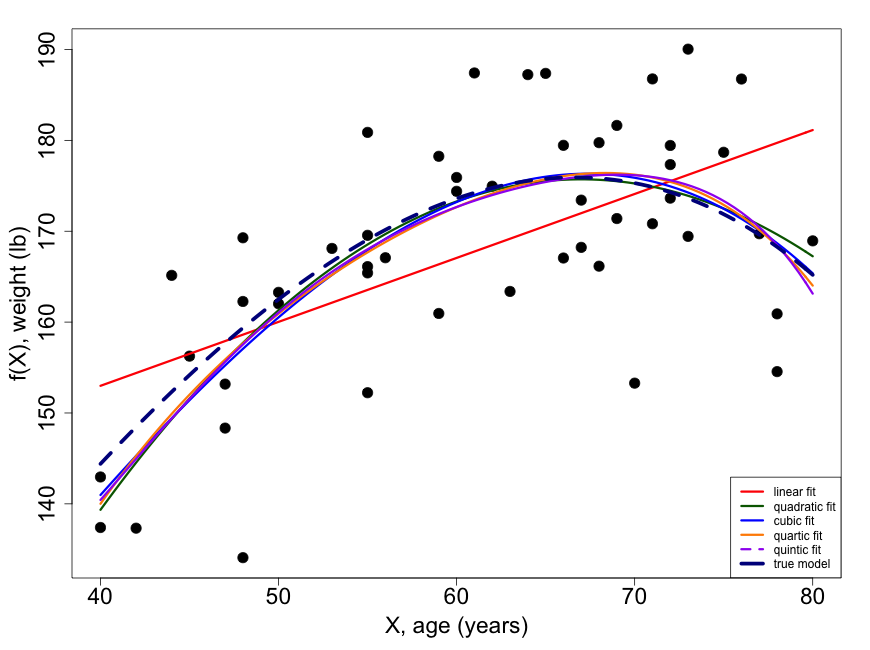 190
180
170
160
150
140
f(X), weight (lb)
40 50 60 70 80
X, age (years)
linear fit
quadratic fit
cubic fit
quartic fit
quintic fit
true model